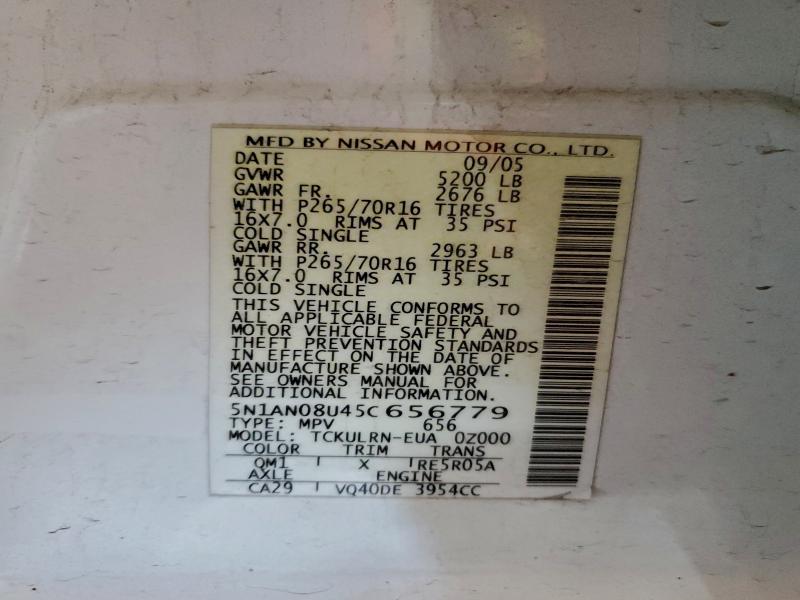 MFD BY NISSAN MOTOR CO., LTD.
DATE 09/05
GVWR 5200 LB
GAWR FR. 2676 LB
WITH P265/70R16 TIRES
16X7.0 RIMS AT 35 PSI
COLD SINGLE
GAWR RR. 2963 LB
WITH P265/70R16 TIRES
16X7.0 RIMS AT 35 PSI
COLD SINGLE
THIS VEHICLE CONFORMS TO
ALL APPLICABLE FEDERAL
MOTOR VEHICLE SAFETY AND
THEFT PREVENTION STANDARDS
IN EFFECT ON THE DATE OF
MANUFACTURE SHOWN ABOVE.
SEE OWNERS MANUAL FOR
ADDITIONAL INFORMATION.
5N1AN08U45C656779
TYPE: MPV 656
MODEL: TCKULRN-EUA 0Z000
COLOR TRIM TRANS
QM1 X RE5R05A
AXLE ENGINE
CA29 VQ40DE 3954CC